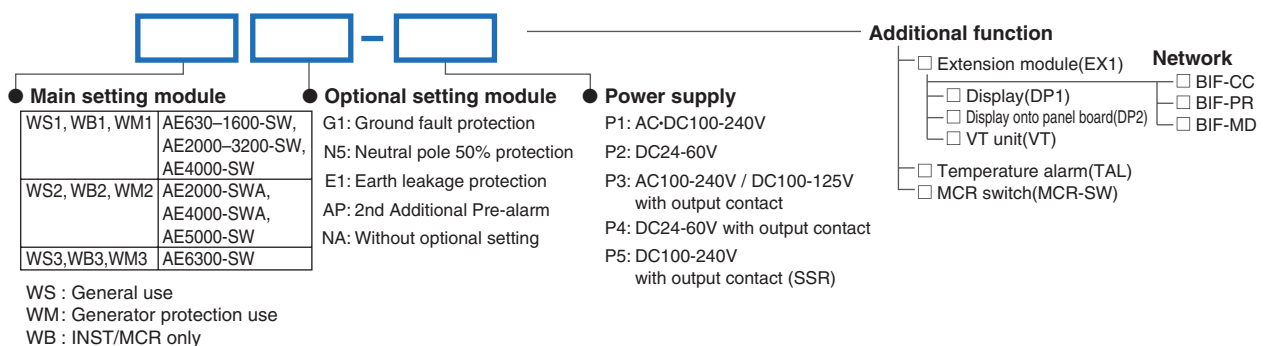 Additional function
□ Extension module(EX1)
□ Display(DP1)
□ Display onto panel board(DP2)
□ VT unit(VT)
□ Temperature alarm(TAL)
□ MCR switch(MCR-SW)
Network
□ BIF-CC
□ BIF-PR
□ BIF-MD
● Main setting module
WS1, WB1, WM1 AE630–1600-SW,
AE2000–3200-SW,
AE4000-SW
WS2, WB2, WM2 AE2000-SWA,
AE4000-SWA,
AE5000-SW
WS3,WB3,WM3 AE6300-SW
WS : General use
WM: Generator protection use
WB : INST/MCR only
● Optional setting module
G1: Ground fault protection
N5: Neutral pole 50% protection
E1: Earth leakage protection
AP: 2nd Additional Pre-alarm
NA: Without optional setting
● Power supply
P1: AC•DC100-240V
P2: DC24-60V
P3: AC100-240V / DC100-125V
with output contact
P4: DC24-60V with output contact
P5: DC100-240V
with output contact (SSR)